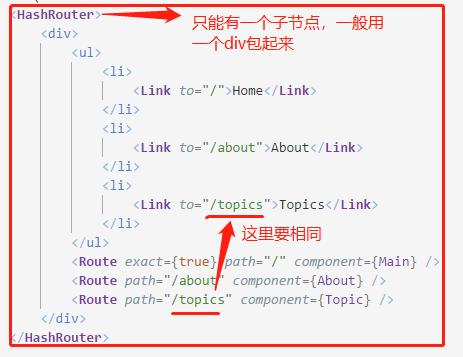 <HashRouter>
只能有一个子节点，一般用
一个div包起来
<div>
<ul>
<li>
<Link to="/">Home</Link>
</li>
<li>
<Link to="/about">About</Link>
</li>
<li>
<Link to="/topics">Topics</Link>
</li>
这里要相同
</ul>
<Route exact={true} path="/" component={Main} />
<Route path="/about" component={About} />
<Route path="/topics" component={Topic} />
</div>
</HashRouter>